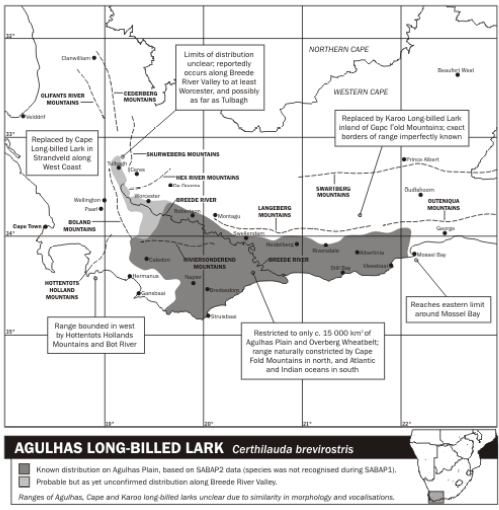 32°
NORTHERN CAPE
WESTERN CAPE
Clanwilliam
Beaufort West
OLIFANTS RIVER
MOUNTAINS
CEDERBERG
MOUNTAINS
Limits of distribution
unclear; reportedly
occurs along Breede
River Valley to at least
Worcester, and possibly
as far as Tulbagh
Velddrif
33°
Replaced by Cape
Long-billed Lark in
Strandveld along
West Coast
Replaced by Karoo Long-billed Lark
inland of Cape Fold Mountains; exact
borders of range imperfectly known
SKURWEBERG MOUNTAINS
Tulbagh
Ceres
Prince Albert
HEX RIVER MOUNTAINS
De Doorns
SWARTBERG
MOUNTAINS
Oudtshoorn
Wellington
Worcester
BREEDE RIVER
Paarl
Robertson
Montagu
LANGEBERG
MOUNTAINS
OUTENIQUA
MOUNTAINS
BOLAND
MOUNTAINS
Cape Town
Swellendam
George
34°
Heidelberg
Riversdale
Albertinia
Mossel Bay
Caledon
RIVIERSONDEREND
MOUNTAINS
BREEDE RIVER
Still Bay
Vleesbaai
HOTTENTOTS
HOLLAND
MOUNTAINS
Hermanus
Napier
Gansbaai
Bredasdorp
Struisbaai
Reaches eastern limit
around Mossel Bay
Range bounded in west
by Hottentots Hollands
Mountains and Bot River
35°
Restricted to only c. 15 000 km² of
Agulhas Plain and Overberg Wheatbelt;
range naturally constricted by Cape
Fold Mountains in north, and Atlantic
and Indian oceans in south
19° 20° 21° 22°
AGULHAS LONG-BILLED LARK Certhilauda brevirostris
Known distribution on Agulhas Plain, based on SABAP2 data (species was not recognised during SABAP1).
Probable but as yet unconfirmed distribution along Breede River Valley.
Ranges of Agulhas, Cape and Karoo long-billed larks unclear due to similarity in morphology and vocalisations.